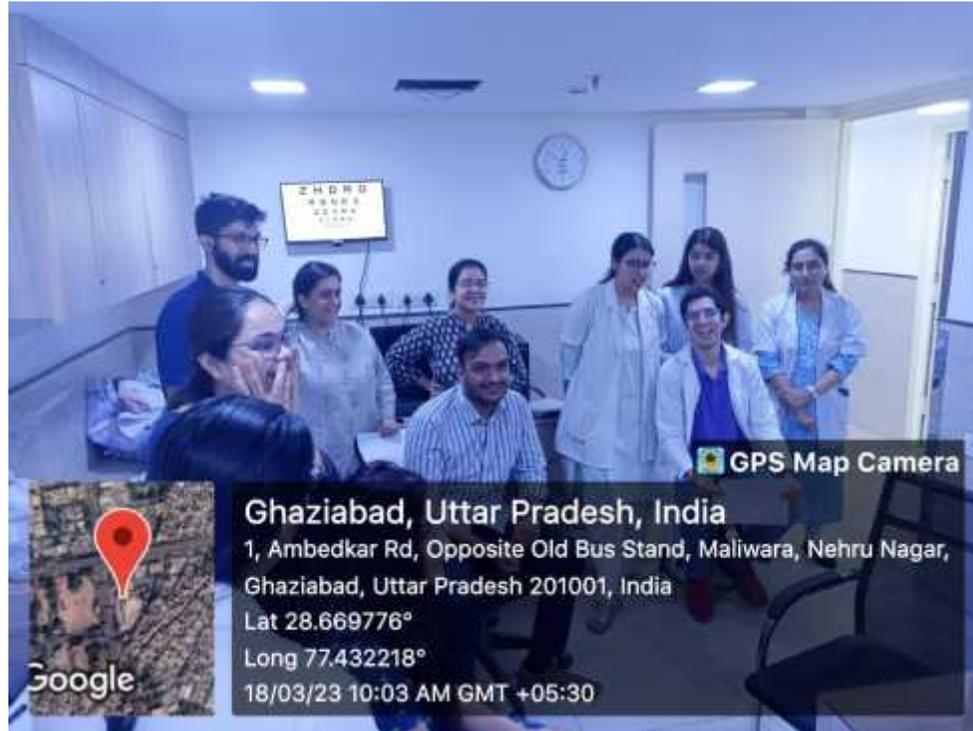 Z H D N O
GPS Map Camera
Ghaziabad, Uttar Pradesh, India
1, Ambedkar Rd, Opposite Old Bus Stand, Maliwara, Nehru Nagar,
Ghaziabad, Uttar Pradesh 201001, India
Lat 28.669776°
Long 77.432218°
18/03/23 10:03 AM GMT +05:30
Google